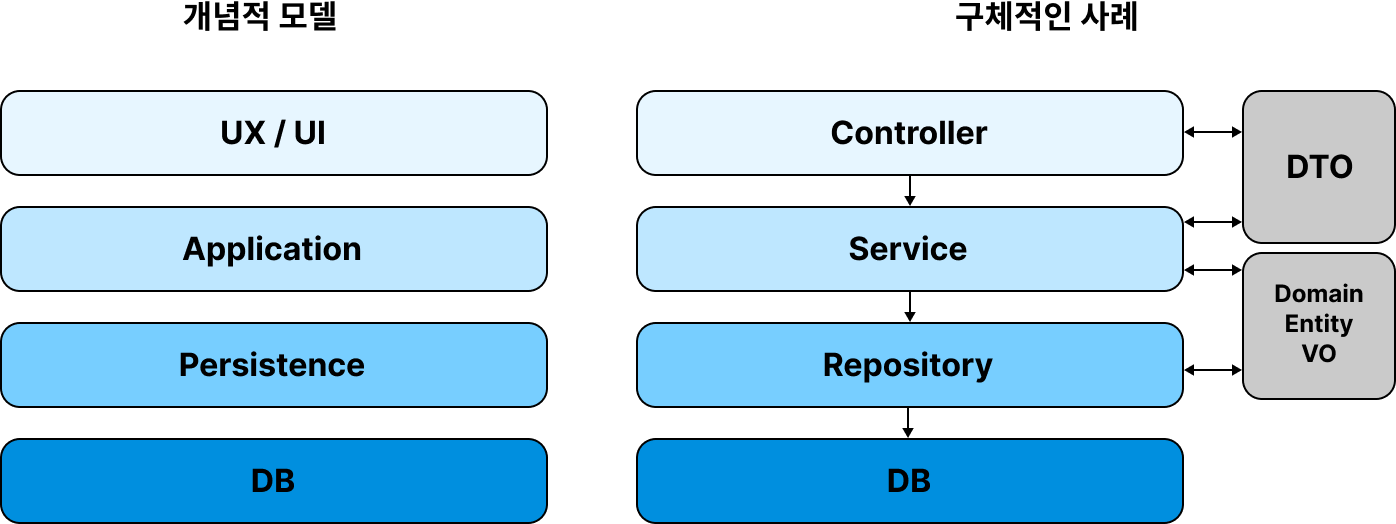 개념적 모델
구체적인 사례
UX / UI
Application
Persistence
DB
Controller
Service
Repository
DB
DTO
Domain
Entity
VO